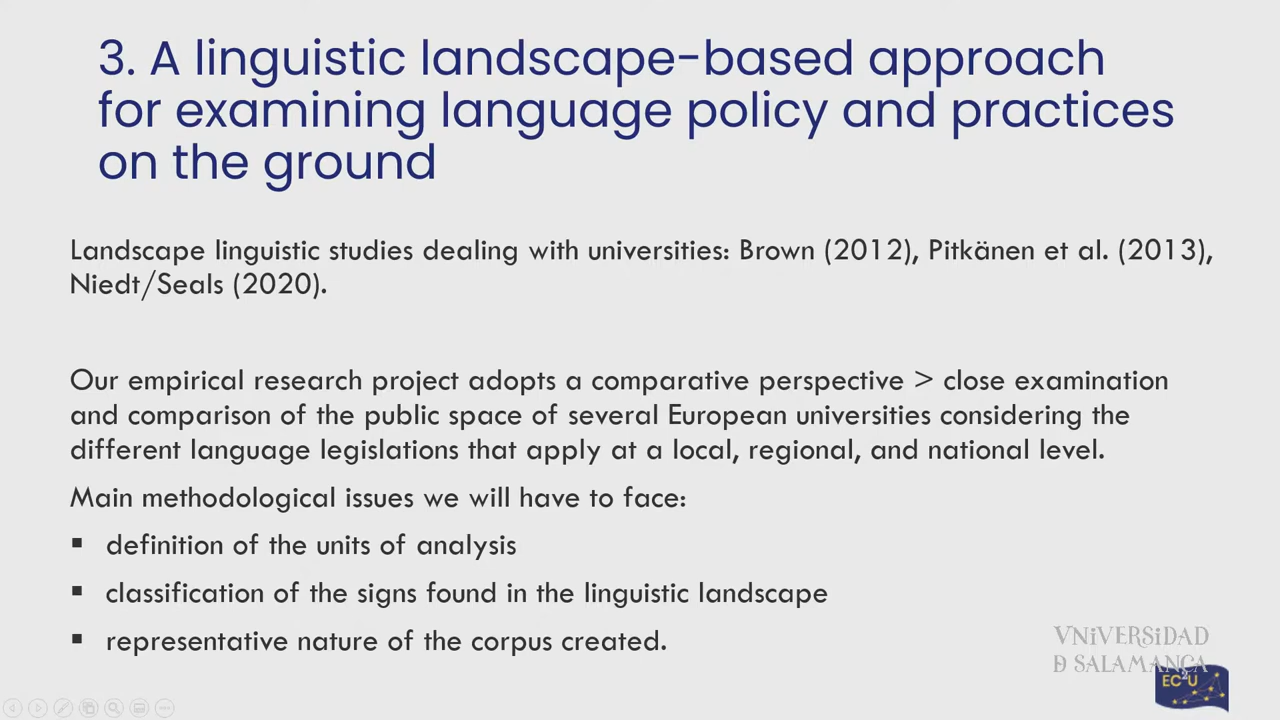 3. A linguistic landscape-based approach
for examining language policy and practices
on the ground
Landscape linguistic studies dealing with universities: Brown (2012), Pitkänen et al. (2013),
Niedt/Seals (2020).
Our empirical research project adopts a comparative perspective > close examination
and comparison of the public space of several European universities considering the
different language legislations that apply at a local, regional, and national level.
Main methodological issues we will have to face:
▪ definition of the units of analysis
▪ classification of the signs found in the linguistic landscape
▪ representative nature of the corpus created.
VNiVERSiDAD
Ð SALAMANCA
EC²U